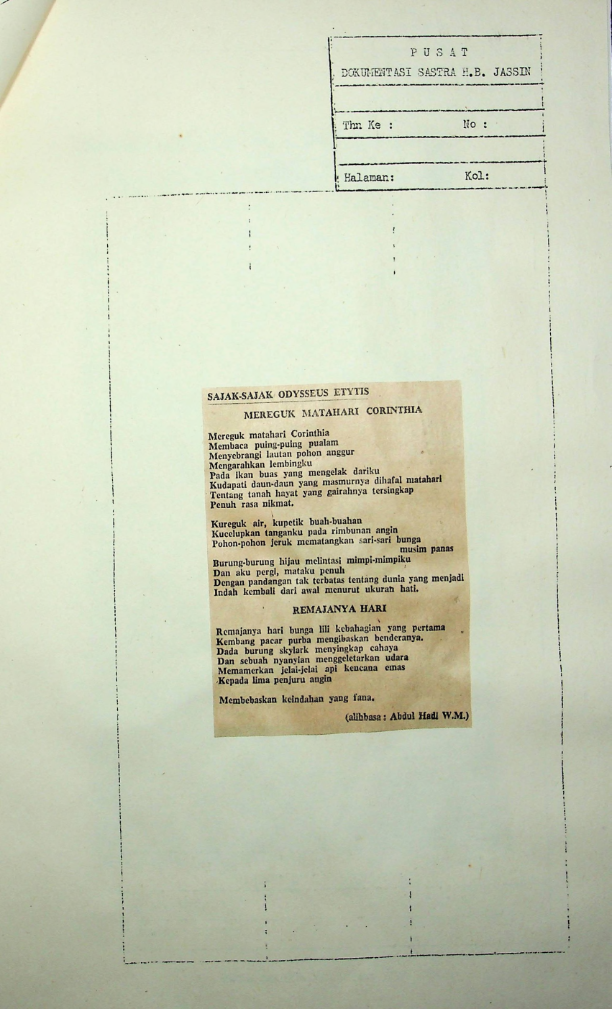 P U S A T
DOKUMENTASI SASTRA H.B. JASSIN
Thn Ke : No :
Halaman: Kol:
SAJAK-SAJAK ODYSSEUS ETYTIS
MEREGUK MATAHARI CORINTHIA
Mereguk matahari Corinthia
Membaca puing-puing pualam
Menyebrangi lautan pohon anggur
Mengarahkan lembingku
Pada ikan buas yang mengelak dariku
Kudapati daun-daun yang masmurnya dihafal matahari
Tentang tanah hayat yang gairahnya tersingkap
Penuh rasa nikmat.
Kureguk air, kupetik buah-buahan
Kucelupkan tanganku pada rimbunan angin
Pohon-pohon jeruk mematangkan sari-sari bunga
musim panas
Burung-burung hijau melintasi mimpi-mimpiku
Dan aku pergi, mataku penuh
Dengan pandangan tak terbatas tentang dunia yang menjadi
Indah kembali dari awal menurut ukuran hati.
REMAJANYA HARI
Remajanya hari bunga lili kebahagian yang pertama
Kembang pacar purba mengibaskan benderanya.
Dada burung skylark menyingkap cahaya
Dan sebuah nyanyian menggeletarkan udara
Memamerkan jelai-jelai api kencana emas
Kepada lima penjuru angin
Membebaskan keindahan yang fana.
(alihbasa : Abdul Hadi W.M.)